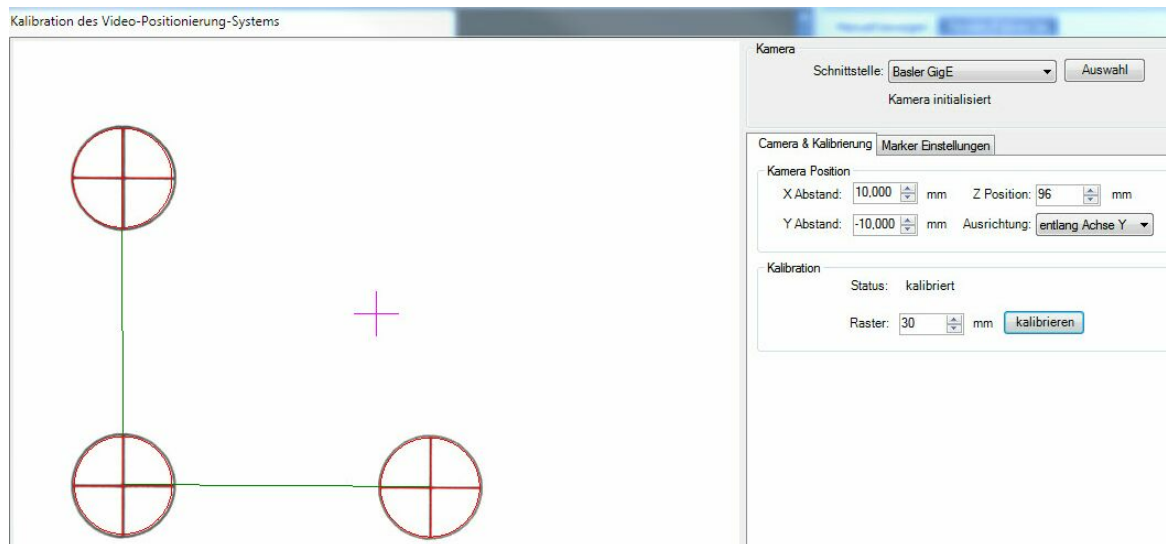 Kalibration des Video-Positionierung-Systems
Kamera
Schnittstelle: Basler GigE Auswahl
Kamera initialisiert
Camera & Kalibrierung Marker Einstellungen
Kamera Position
X Abstand: 10,000 mm Z Position: 96 mm
Y Abstand: -10,000 mm Ausrichtung: entlang Achse Y
Kalibration
Status: kalibriert
Raster: 30 mm kalibrieren